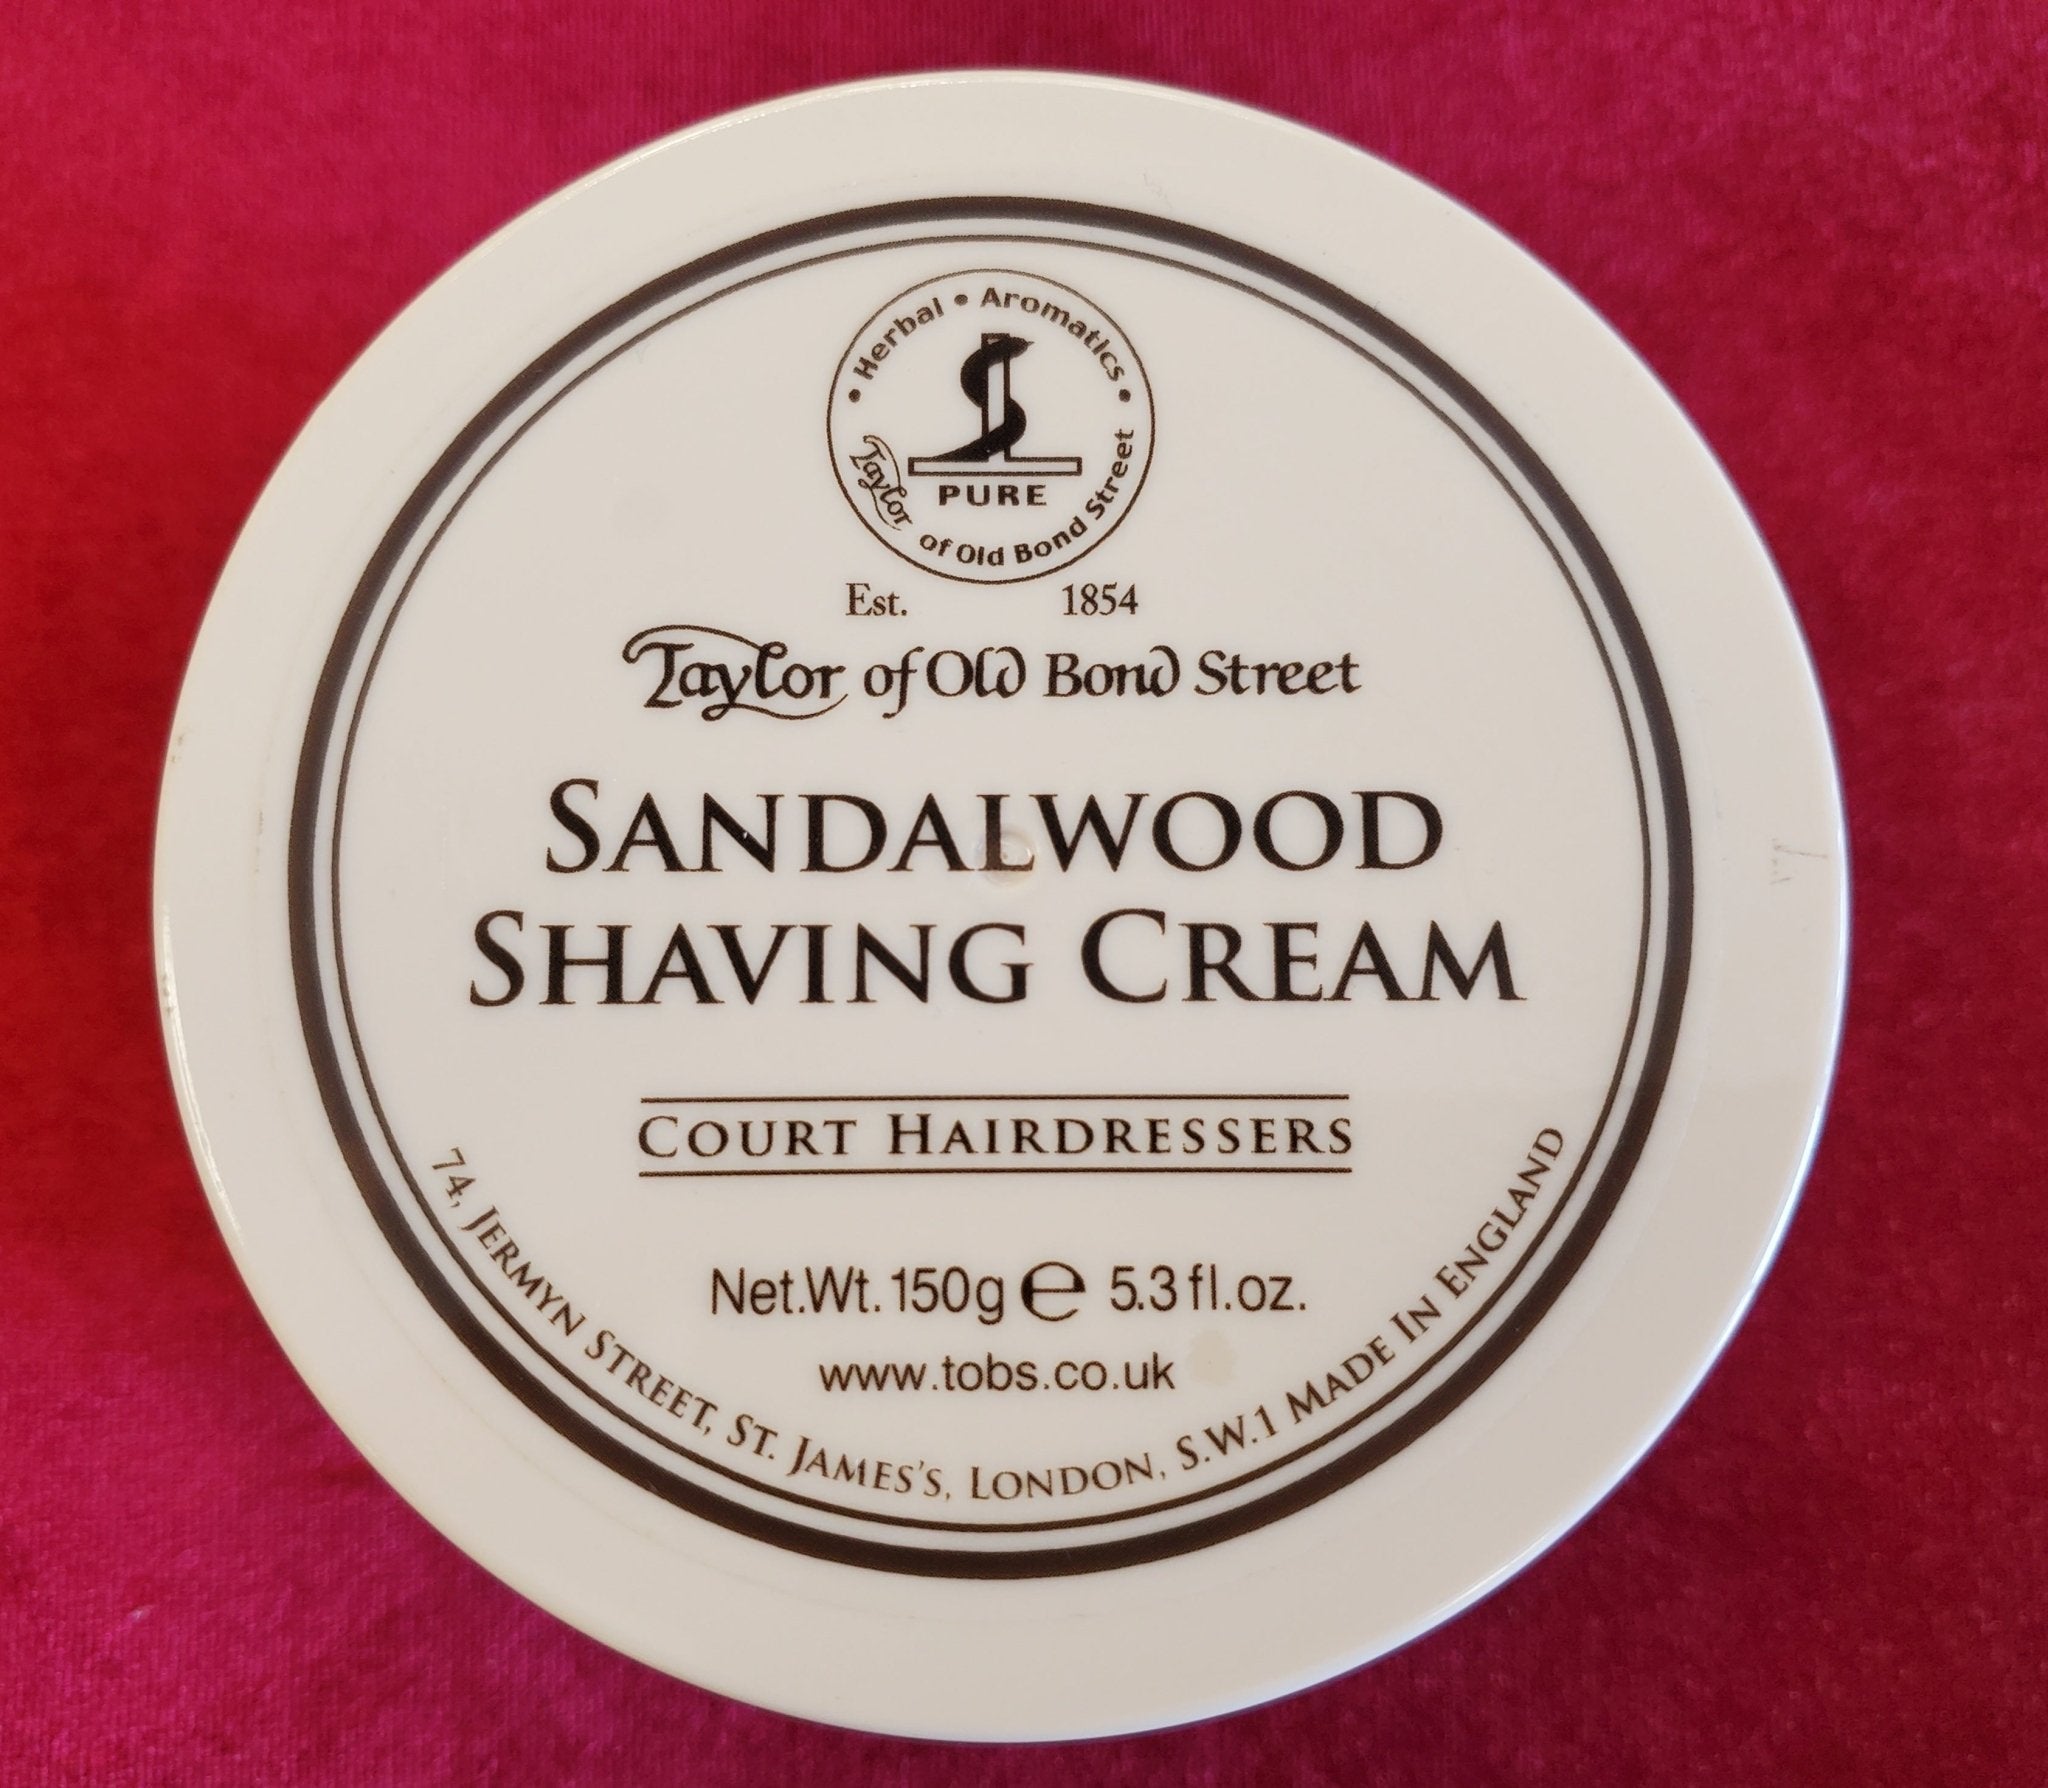 • Herbal • Aromatics •
PURE
Taylor of Old Bond Street
Est. 1854
Taylor of Old Bond Street
SANDALWOOD
SHAVING CREAM
COURT HAIRDRESSERS
Net.Wt. 150g e 5.3 fl.oz.
www.tobs.co.uk
74, JERMYN STREET, ST. JAMES'S, LONDON, S.W.1 MADE IN ENGLAND